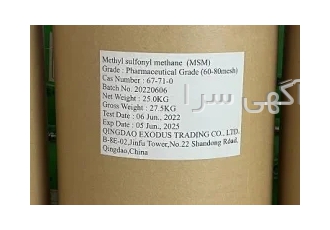 Methyl sulfonyl methane (MSM)
Grade : Pharmaceutical Grade (60-80mesh)
Cas Number : 67-71-0
Batch No. 20220606
Net Weight : 25.0KG
Gross Weight : 27.5KG
Test Date : 06 Jun., 2022
Exp Date : 05 Jun., 2025
QINGDAO EXODUS TRADING CO., LTD.
B-8E-02,Jinfu Tower,No.22 Shandong Road,
Qingdao,China
آگهی سرا